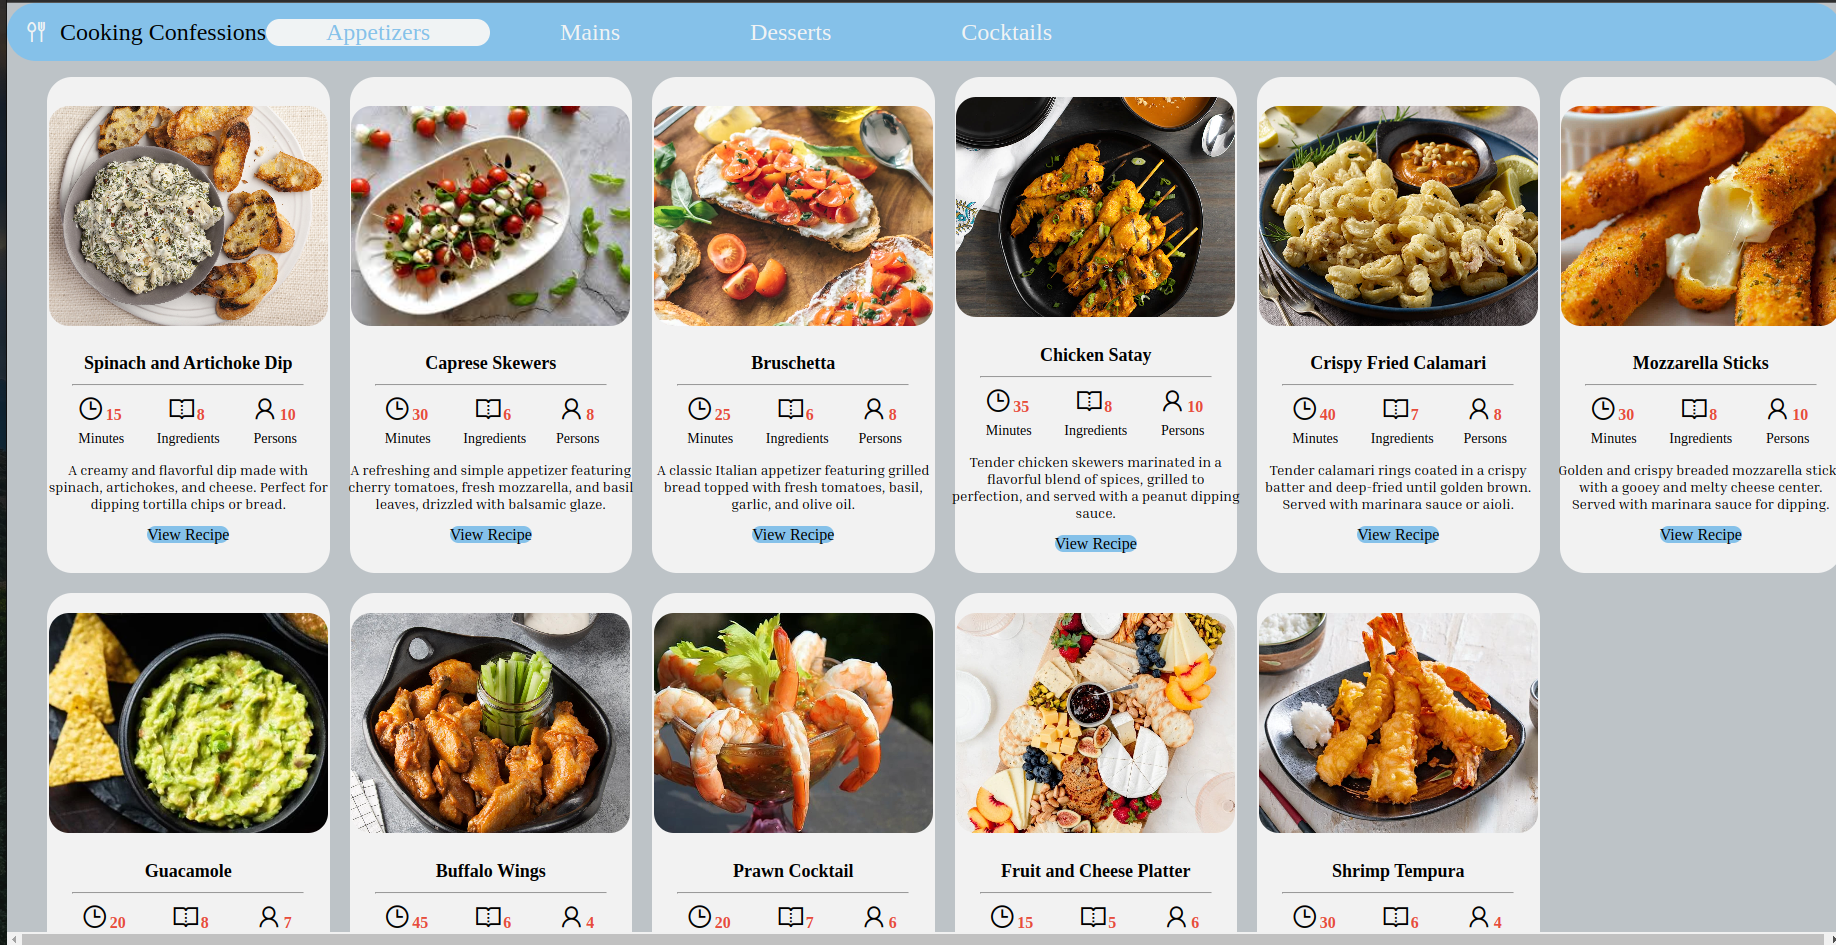 Cooking Confessions Appetizers Mains Desserts Cocktails
Spinach and Artichoke Dip
15 8 10
Minutes Ingredients Persons
A creamy and flavorful dip made with
spinach, artichokes, and cheese. Perfect for
dipping tortilla chips or bread.
View Recipe
Caprese Skewers
30 6 8
Minutes Ingredients Persons
A refreshing and simple appetizer featuring
cherry tomatoes, fresh mozzarella, and basil
leaves, drizzled with balsamic glaze.
View Recipe
Bruschetta
25 6 8
Minutes Ingredients Persons
A classic Italian appetizer featuring grilled
bread topped with fresh tomatoes, basil,
garlic, and olive oil.
View Recipe
Chicken Satay
35 8 10
Minutes Ingredients Persons
Tender chicken skewers marinated in a
flavorful blend of spices, grilled to
perfection, and served with a peanut dipping
sauce.
View Recipe
Crispy Fried Calamari
40 7 8
Minutes Ingredients Persons
Tender calamari rings coated in a crispy
batter and deep-fried until golden brown.
Served with marinara sauce or aioli.
View Recipe
Mozzarella Sticks
30 8 10
Minutes Ingredients Persons
Golden and crispy breaded mozzarella stick
with a gooey and melty cheese center.
Served with marinara sauce for dipping.
View Recipe
Guacamole
20 8 7
Buffalo Wings
45 6 4
Prawn Cocktail
20 7 6
Fruit and Cheese Platter
15 5 6
Shrimp Tempura
30 6 4